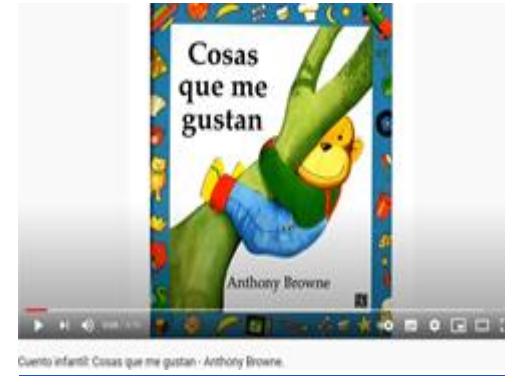 Cosas
que me
gustan
Anthony Browne
Cuento infantil: Cosas que me gustan - Anthony Browne.